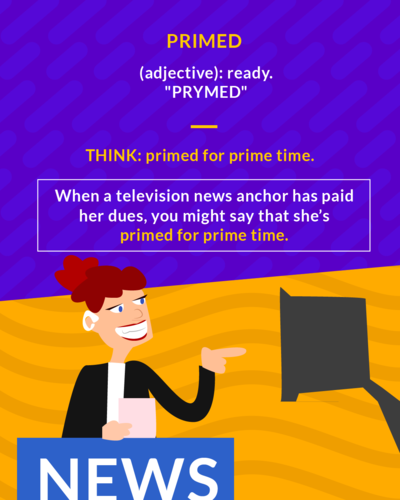 PRIMED
(adjective): ready.
"PRYMED"
THINK: primed for prime time.
When a television news anchor has paid
her dues, you might say that she’s
primed for prime time.
NEWS